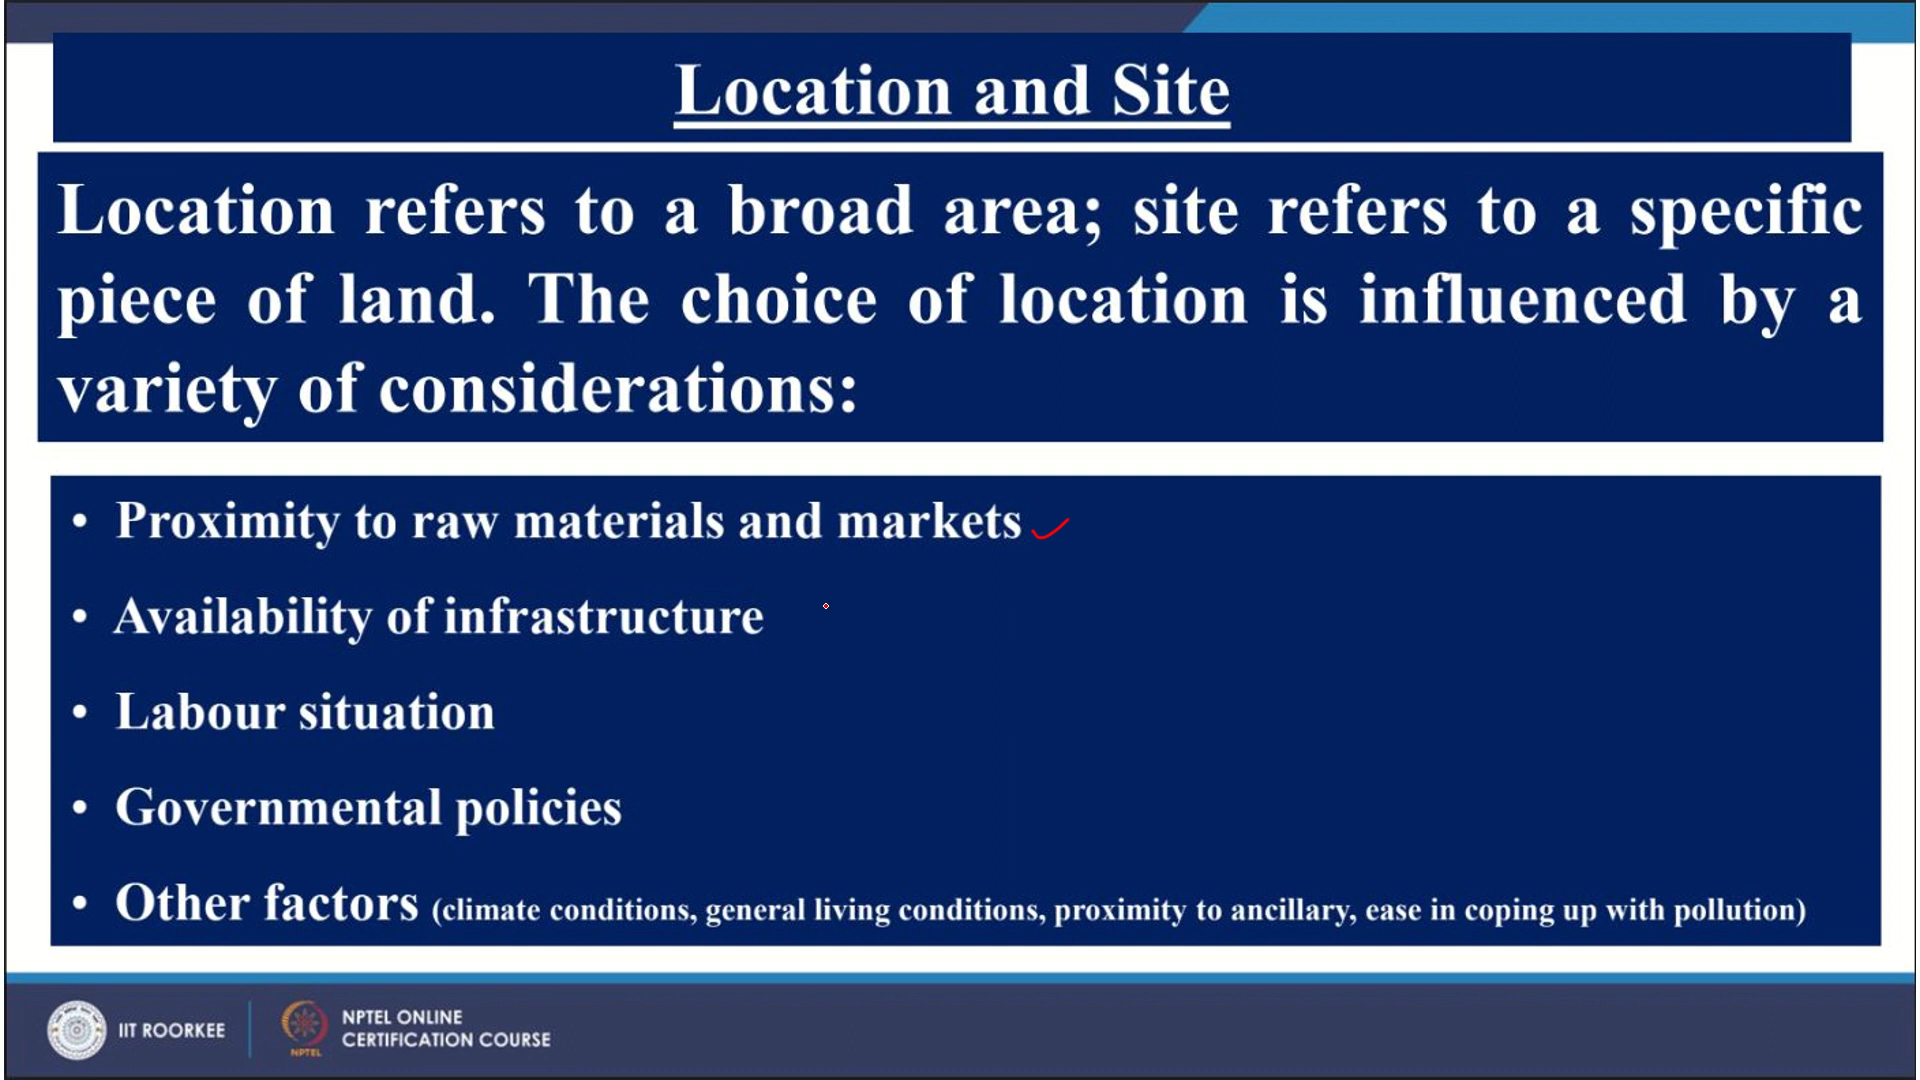 Location and Site
Location refers to a broad area; site refers to a specific
piece of land. The choice of location is influenced by a
variety of considerations:
• Proximity to raw materials and markets
• Availability of infrastructure
• Labour situation
• Governmental policies
• Other factors (climate conditions, general living conditions, proximity to ancillary, ease in coping up with pollution)
IIT ROORKEE
NPTEL
NPTEL ONLINE
CERTIFICATION COURSE